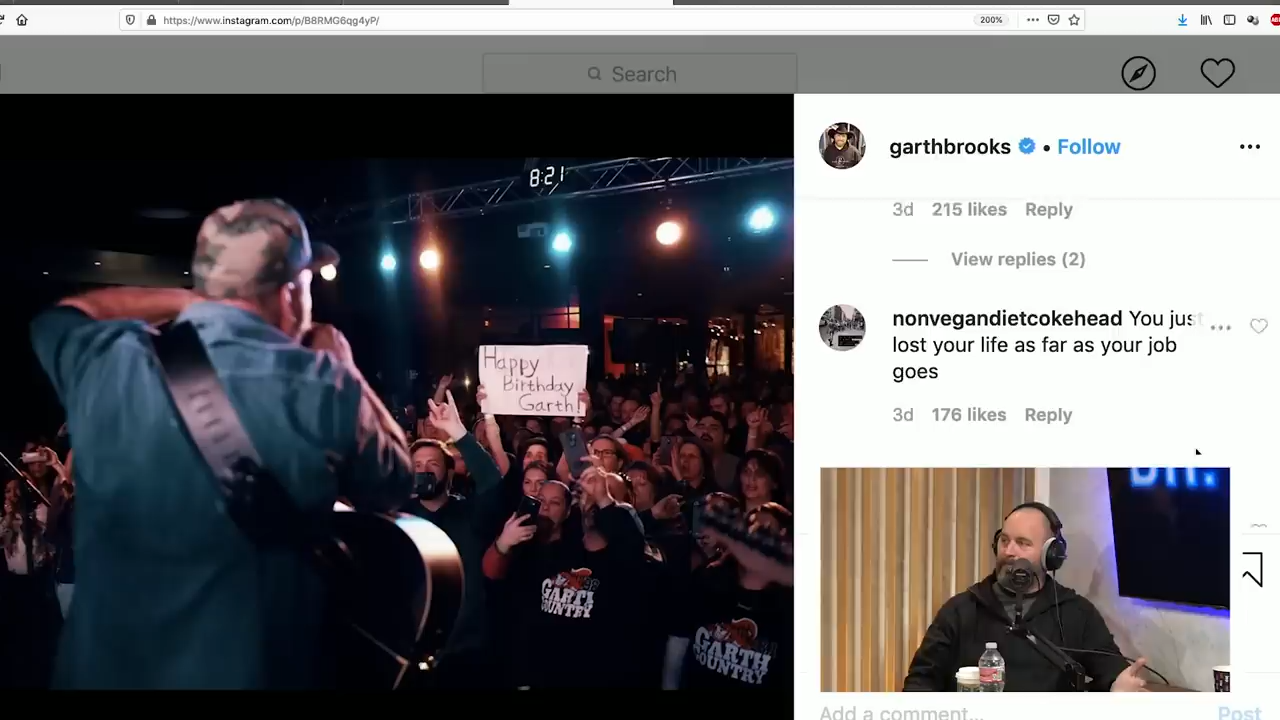 https://www.instagram.com/p/B8RMG6qg4yP/
200%
Search
garthbrooks • Follow
3d 215 likes Reply
View replies (2)
nonvegandietcokehead You just
lost your life as far as your job
goes
3d 176 likes Reply
8:21
Happy
Birthday
Garth!
GARTH
COUNTRY
GARTH
COUNTRY
Add a comment...
Post